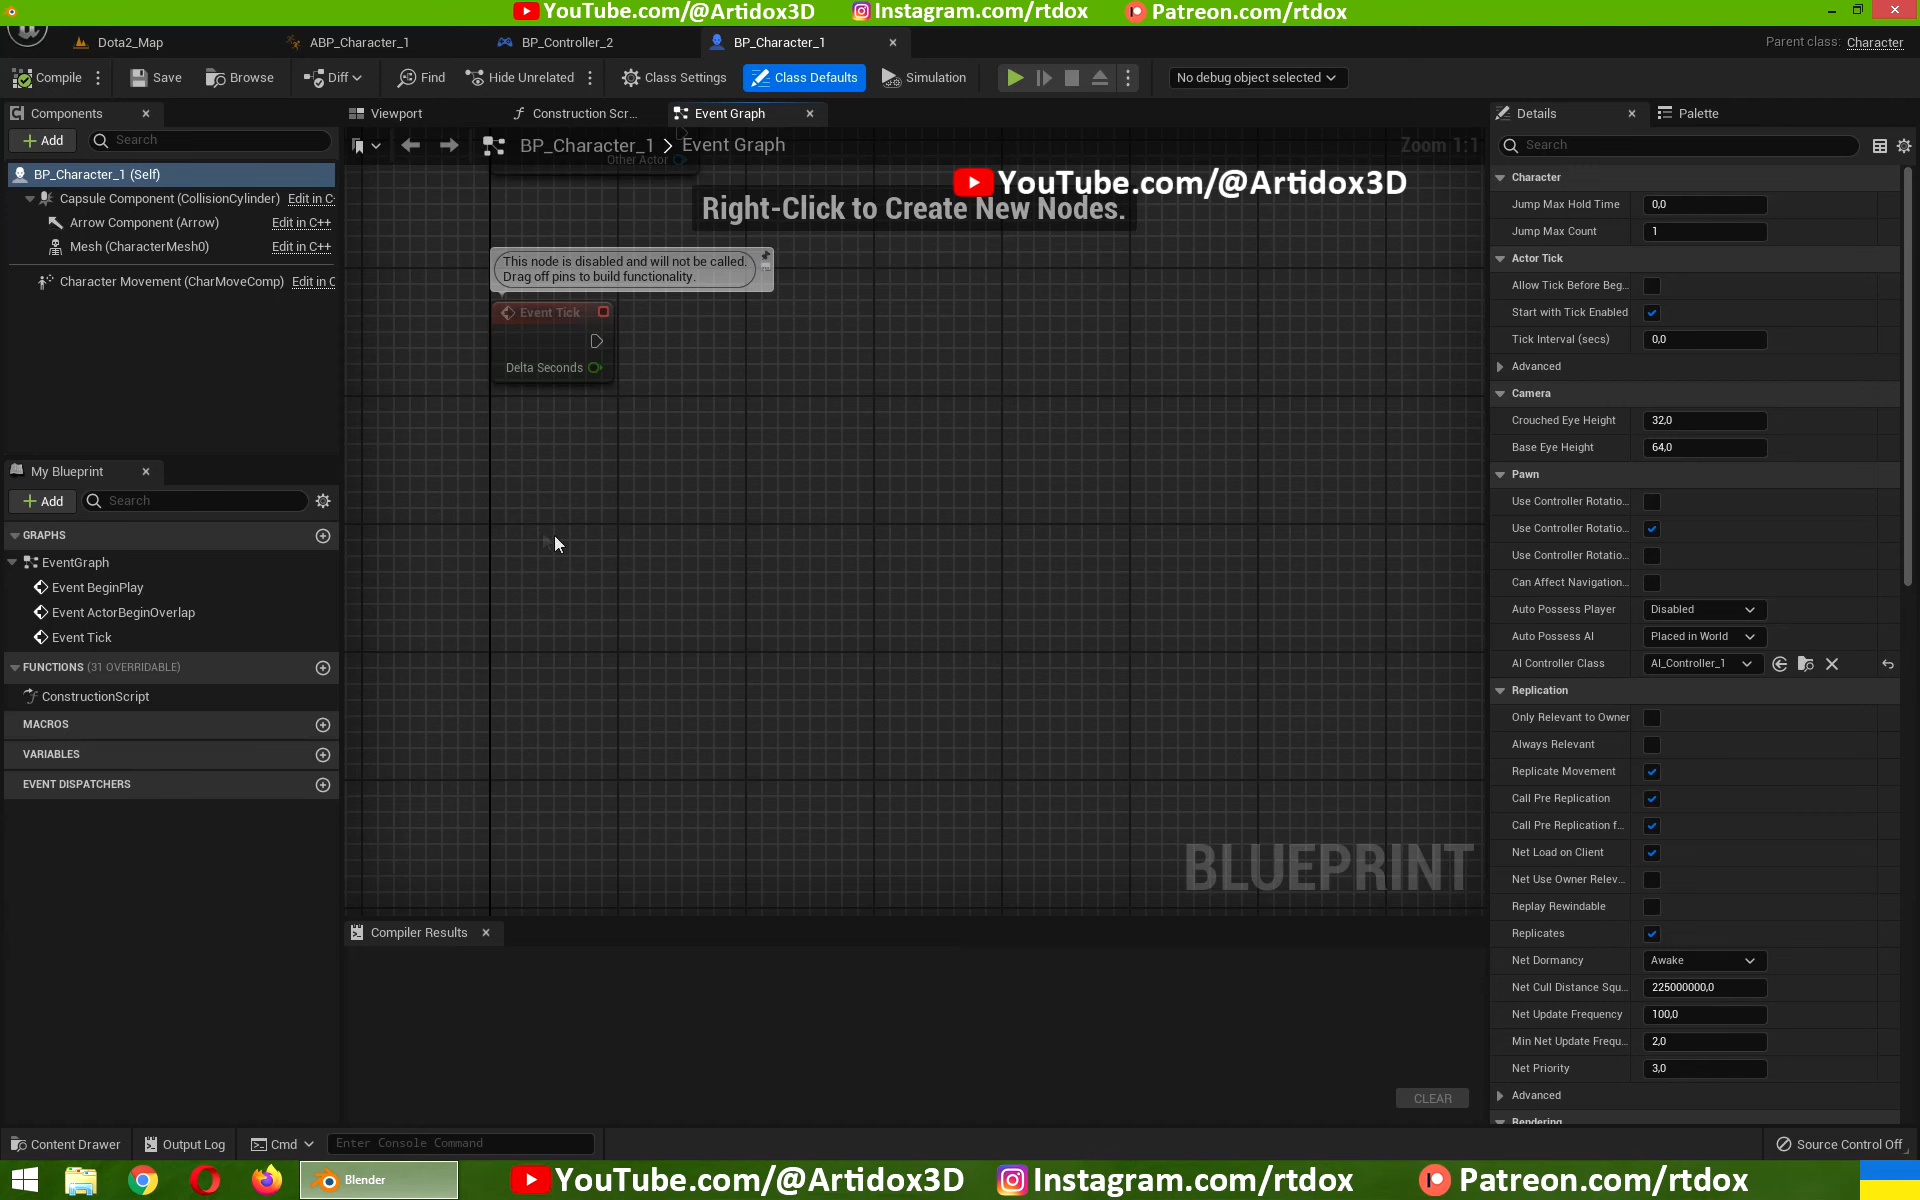 YouTube.com/@Artidox3D Instagram.com/rtdox Patreon.com/rtdox
Dota2_Map ABP_Character_1 BP_Controller_2 BP_Character_1 Parent class: Character
Compile Save Browse Diff Find Hide Unrelated Class Settings Class Defaults Simulation No debug object selected
Components Viewport Construction Scr... Event Graph Details Palette
Add Search
BP_Character_1 > Event Graph Zoom 1:1
Search
Other Actor
YouTube.com/@Artidox3D
Right-Click to Create New Nodes.
BP_Character_1 (Self)
Capsule Component (CollisionCylinder) Edit in C
Arrow Component (Arrow) Edit in C++
Mesh (CharacterMesh0) Edit in C++
Character Movement (CharMoveComp) Edit in C
This node is disabled and will not be called.
Drag off pins to build functionality.
Event Tick
Delta Seconds
My Blueprint
Add Search
GRAPHS
EventGraph
Event BeginPlay
Event ActorBeginOverlap
Event Tick
FUNCTIONS (31 OVERRIDABLE)
ConstructionScript
MACROS
VARIABLES
EVENT DISPATCHERS
BLUEPRINT
Compiler Results
CLEAR
Character
Jump Max Hold Time 0,0
Jump Max Count 1
Actor Tick
Allow Tick Before Beg...
Start with Tick Enabled
Tick Interval (secs) 0,0
Advanced
Camera
Crouched Eye Height 32,0
Base Eye Height 64,0
Pawn
Use Controller Rotatio...
Use Controller Rotatio...
Use Controller Rotatio...
Can Affect Navigation...
Auto Possess Player Disabled
Auto Possess AI Placed in World
AI Controller Class AI_Controller_1
Replication
Only Relevant to Owner
Always Relevant
Replicate Movement
Call Pre Replication
Call Pre Replication f...
Net Load on Client
Net Use Owner Relev...
Replay Rewindable
Replicates
Net Dormancy Awake
Net Cull Distance Squ... 225000000,0
Net Update Frequency 100,0
Min Net Update Frequ... 2,0
Net Priority 3,0
Advanced
Rendering
Content Drawer Output Log Cmd Enter Console Command Source Control Off
Blender YouTube.com/@Artidox3D Instagram.com/rtdox Patreon.com/rtdox